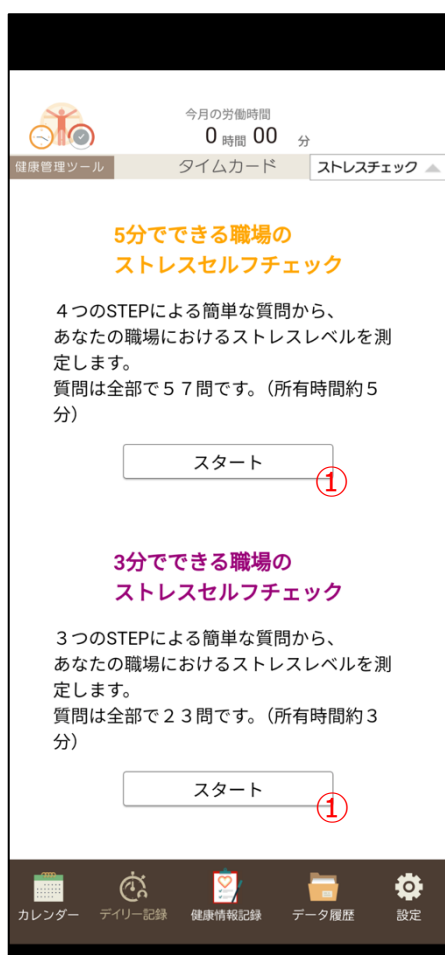 今月の労働時間
0 時間 00 分
健康管理ツール タイムカード ストレスチェック
5分でできる職場の
ストレスセルフチェック
４つのSTEPによる簡単な質問から、
あなたの職場におけるストレスレベルを測
定します。
質問は全部で５７問です。（所有時間約５
分）
スタート
①
3分でできる職場の
ストレスセルフチェック
３つのSTEPによる簡単な質問から、
あなたの職場におけるストレスレベルを測
定します。
質問は全部で２３問です。（所有時間約３
分）
スタート
①
カレンダー デイリー記録 健康情報記録 データ履歴 設定